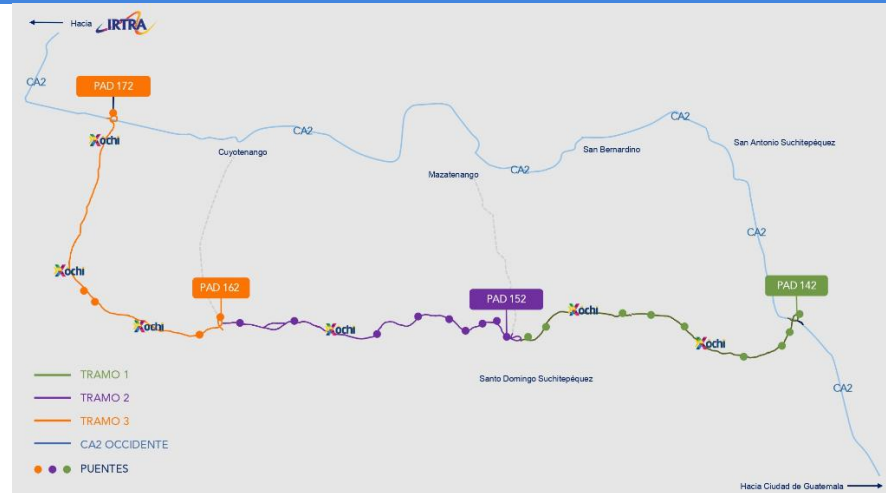 Hacia IRTRA
CA2
PAD 172
Xochi
CA2
Cuyotenango
CA2
San Bernardino
San Antonio Suchitepéquez
Mazatenango
CA2
CA2
Xochi
PAD 162
PAD 152
PAD 142
Xochi
Xochi
Xochi
Xochi
Santo Domingo Suchitepéquez
CA2
TRAMO 1
TRAMO 2
TRAMO 3
CA2 OCCIDENTE
PUENTES
Hacia Ciudad de Guatemala